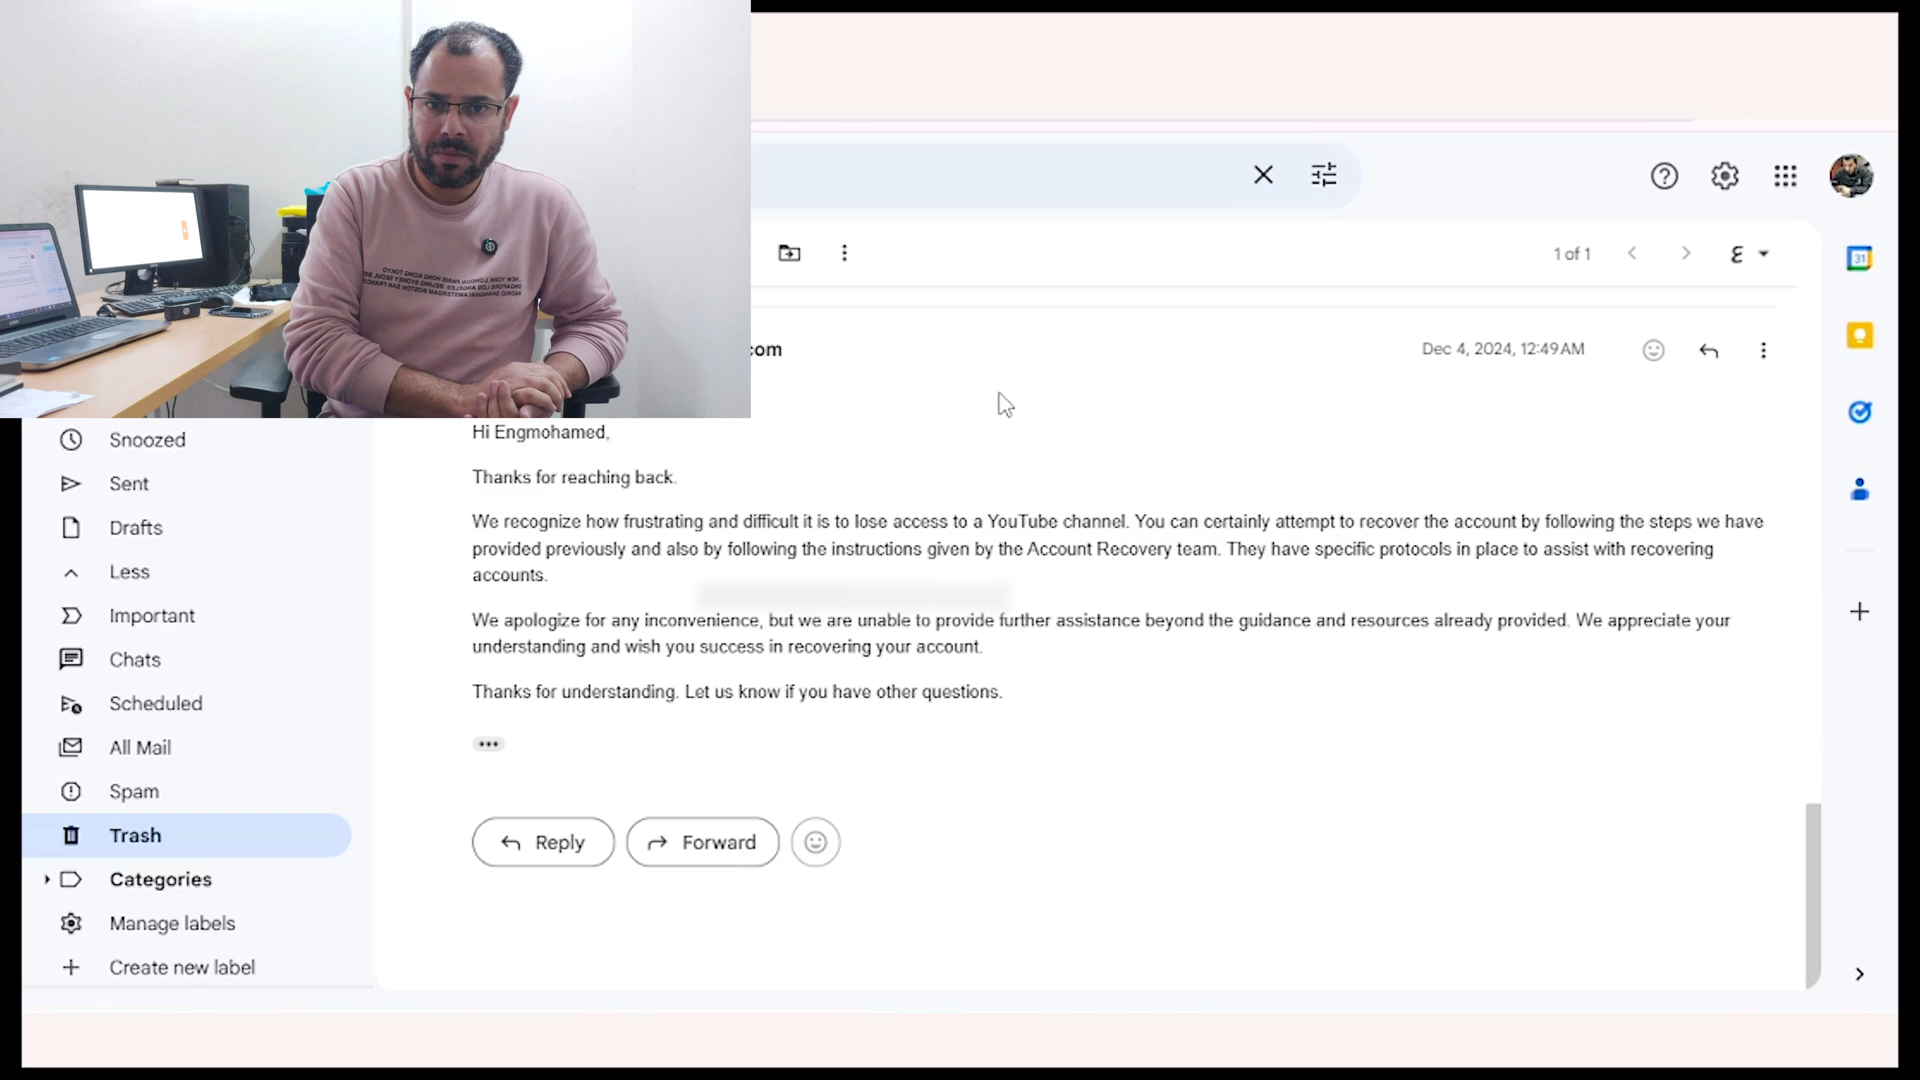 1 of 1
ع
com
Dec 4, 2024, 12:49 AM
31
Hi Engmohamed,
Thanks for reaching back.
We recognize how frustrating and difficult it is to lose access to a YouTube channel. You can certainly attempt to recover the account by following the steps we have
provided previously and also by following the instructions given by the Account Recovery team. They have specific protocols in place to assist with recovering
accounts.
We apologize for any inconvenience, but we are unable to provide further assistance beyond the guidance and resources already provided. We appreciate your
understanding and wish you success in recovering your account.
Thanks for understanding. Let us know if you have other questions.
Reply
Forward
Snoozed
Sent
Drafts
Less
Important
Chats
Scheduled
All Mail
Spam
Trash
Categories
Manage labels
Create new label